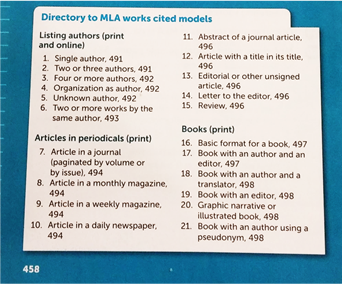 Directory to MLA works cited models
Listing authors (print
and online)
1. Single author, 491
2. Two or three authors, 491
3. Four or more authors, 492
4. Organization as author, 492
5. Unknown author, 492
6. Two or more works by the
same author, 493
Articles in periodicals (print)
7. Article in a journal
(paginated by volume or
by issue), 494
8. Article in a monthly magazine,
494
9. Article in a weekly magazine,
494
10. Article in a daily newspaper,
494
11. Abstract of a journal article,
496
12. Article with a title in its title,
496
13. Editorial or other unsigned
article, 496
14. Letter to the editor, 496
15. Review, 496
Books (print)
16. Basic format for a book, 497
17. Book with an author and an
editor, 497
18. Book with an author and a
translator, 498
19. Book with an editor, 498
20. Graphic narrative or
illustrated book, 498
21. Book with an author using a
pseudonym, 498
458